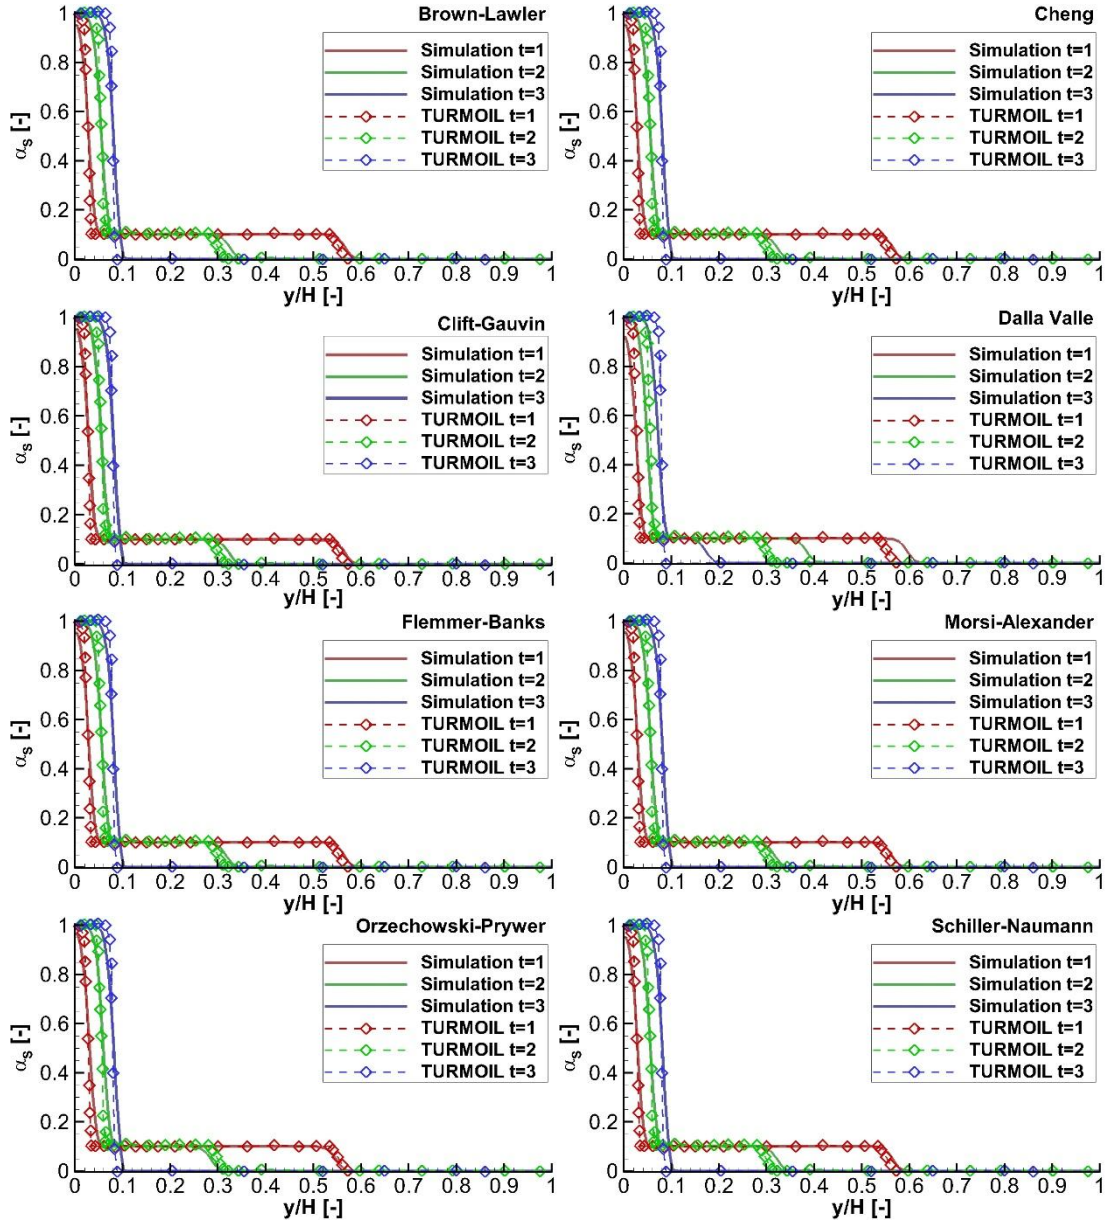 Brown-Lawler
1
0.8
0.6
0.4
0.2
0
αs [-]
Simulation t=1
Simulation t=2
Simulation t=3
TURMOIL t=1
TURMOIL t=2
TURMOIL t=3
0 0.1 0.2 0.3 0.4 0.5 0.6 0.7 0.8 0.9 1
y/H [-]
Cheng
1
0.8
0.6
0.4
0.2
0
αs [-]
Simulation t=1
Simulation t=2
Simulation t=3
TURMOIL t=1
TURMOIL t=2
TURMOIL t=3
0 0.1 0.2 0.3 0.4 0.5 0.6 0.7 0.8 0.9 1
y/H [-]
Clift-Gauvin
1
0.8
0.6
0.4
0.2
0
αs [-]
Simulation t=1
Simulation t=2
Simulation t=3
TURMOIL t=1
TURMOIL t=2
TURMOIL t=3
0 0.1 0.2 0.3 0.4 0.5 0.6 0.7 0.8 0.9 1
y/H [-]
Dalla Valle
1
0.8
0.6
0.4
0.2
0
αs [-]
Simulation t=1
Simulation t=2
Simulation t=3
TURMOIL t=1
TURMOIL t=2
TURMOIL t=3
0 0.1 0.2 0.3 0.4 0.5 0.6 0.7 0.8 0.9 1
y/H [-]
Flemmer-Banks
1
0.8
0.6
0.4
0.2
0
αs [-]
Simulation t=1
Simulation t=2
Simulation t=3
TURMOIL t=1
TURMOIL t=2
TURMOIL t=3
0 0.1 0.2 0.3 0.4 0.5 0.6 0.7 0.8 0.9 1
y/H [-]
Morsi-Alexander
1
0.8
0.6
0.4
0.2
0
αs [-]
Simulation t=1
Simulation t=2
Simulation t=3
TURMOIL t=1
TURMOIL t=2
TURMOIL t=3
0 0.1 0.2 0.3 0.4 0.5 0.6 0.7 0.8 0.9 1
y/H [-]
Orzechowski-Prywer
1
0.8
0.6
0.4
0.2
0
αs [-]
Simulation t=1
Simulation t=2
Simulation t=3
TURMOIL t=1
TURMOIL t=2
TURMOIL t=3
0 0.1 0.2 0.3 0.4 0.5 0.6 0.7 0.8 0.9 1
y/H [-]
Schiller-Naumann
1
0.8
0.6
0.4
0.2
0
αs [-]
Simulation t=1
Simulation t=2
Simulation t=3
TURMOIL t=1
TURMOIL t=2
TURMOIL t=3
0 0.1 0.2 0.3 0.4 0.5 0.6 0.7 0.8 0.9 1
y/H [-]